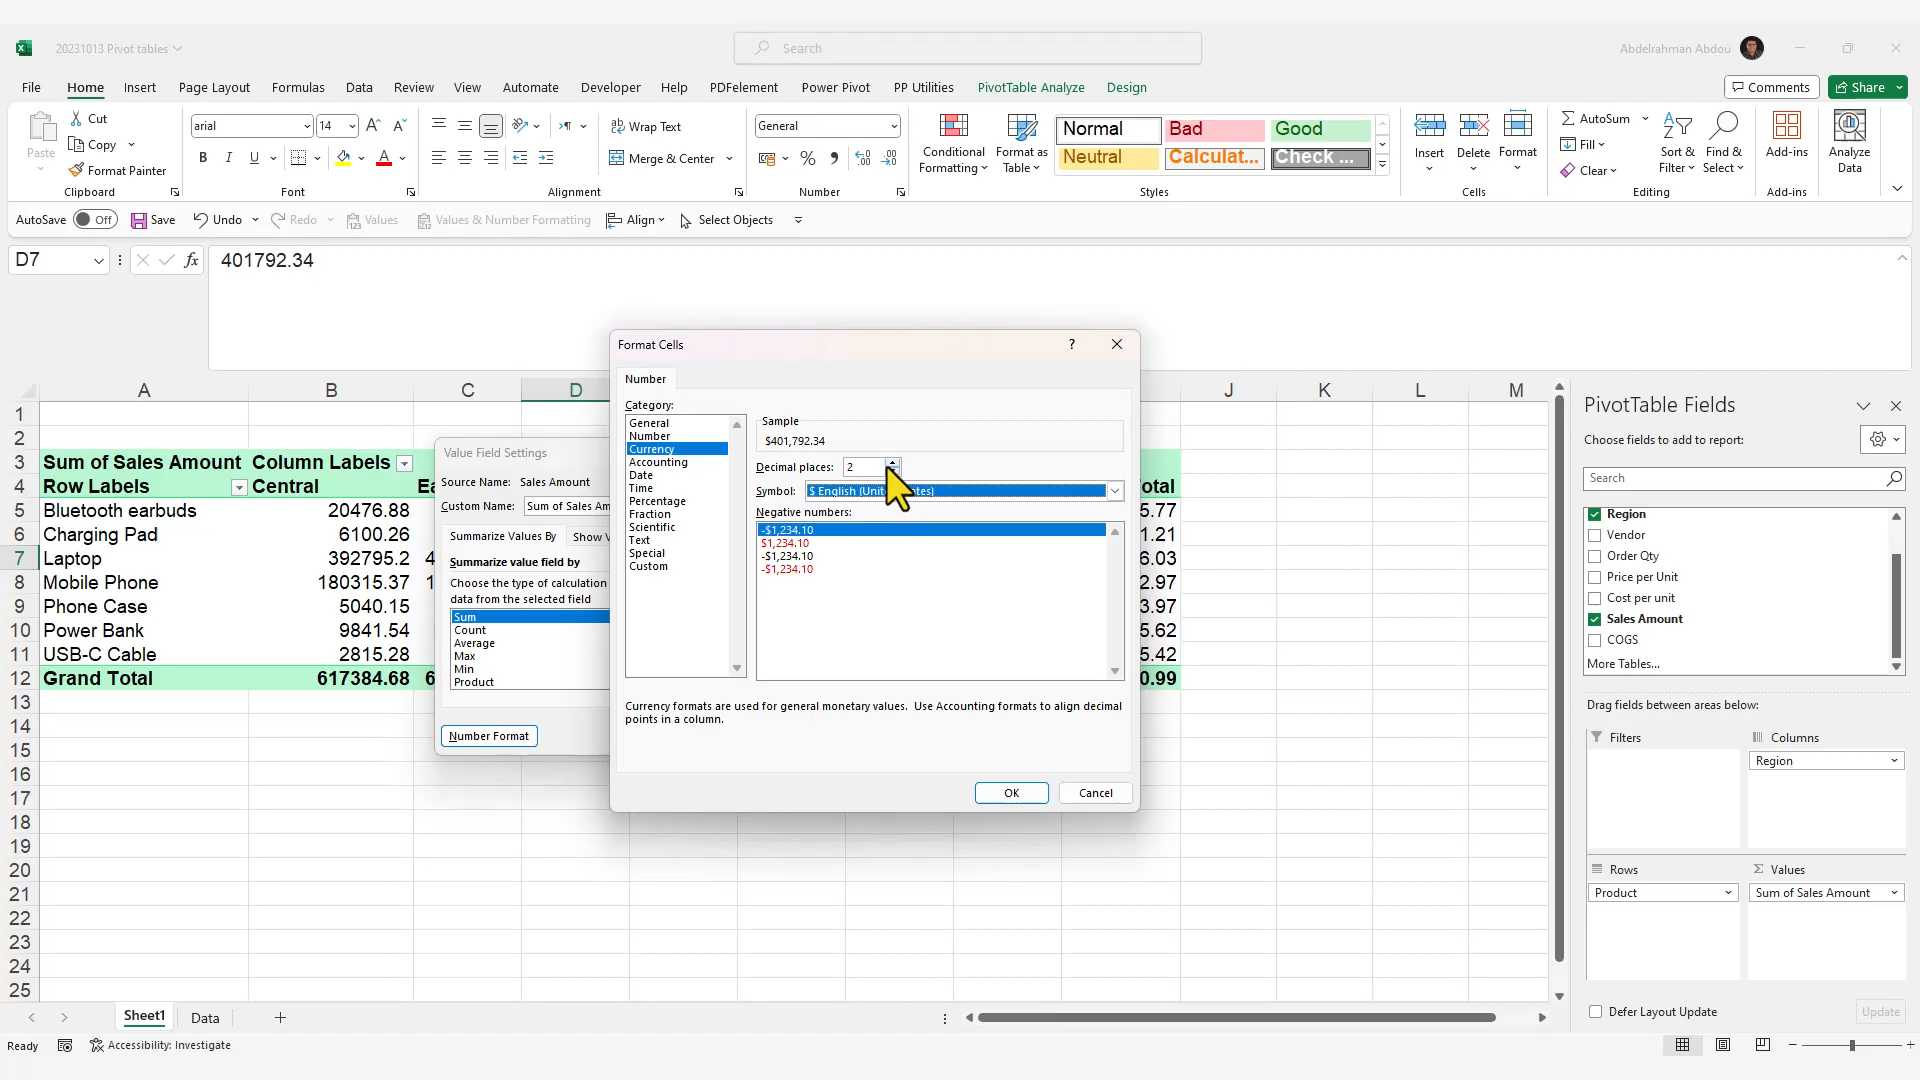 20231013 Pivot tables
Search
Abdelrahman Abdou
File Home Insert Page Layout Formulas Data Review View Automate Developer Help PDFelement Power Pivot PP Utilities PivotTable Analyze Design Comments Share
Paste
Cut
Copy
Format Painter
Clipboard
arial 14
B I U
Font
Wrap Text
Merge & Center
Alignment
General
Number
Conditional
Formatting
Format as
Table
Normal Bad Good
Neutral Calculat... Check ...
Styles
Insert Delete Format
Cells
AutoSum
Fill
Clear
Sort &
Filter
Find &
Select
Editing
Add-ins
Add-ins
Analyze
Data
AutoSave Off Save Undo Redo Values Values & Number Formatting Align Select Objects
D7 fx 401792.34
A B C D J K L M
1
2
3 Sum of Sales Amount Column Labels
4 Row Labels Central Ea otal
5 Bluetooth earbuds 20476.88 5.77
6 Charging Pad 6100.26 1.21
7 Laptop 392795.2 4 6.03
8 Mobile Phone 180315.37 1 2.97
9 Phone Case 5040.15 3.97
10 Power Bank 9841.54 5.62
11 USB-C Cable 2815.28 5.42
12 Grand Total 617384.68 6 0.99
13
14
15
16
17
18
19
20
21
22
23
24
25
Value Field Settings
Source Name: Sales Amount
Custom Name: Sum of Sales Am
Summarize Values By Show V
Summarize value field by
Choose the type of calculation
data from the selected field
Sum
Count
Average
Max
Min
Product
Number Format
Format Cells ?
Number
Category:
General
Number
Currency
Accounting
Date
Time
Percentage
Fraction
Scientific
Text
Special
Custom
Sample
$401,792.34
Decimal places: 2
Symbol: $ English (Unit tates)
Negative numbers:
-$1,234.10
$1,234.10
-$1,234.10
-$1,234.10
Currency formats are used for general monetary values. Use Accounting formats to align decimal
points in a column.
OK Cancel
PivotTable Fields
Choose fields to add to report:
Search
Region
Vendor
Order Qty
Price per Unit
Cost per unit
Sales Amount
COGS
More Tables...
Drag fields between areas below:
Filters Columns
Region
Rows Values
Product Sum of Sales Amount
Defer Layout Update Update
Sheet1 Data
Ready Accessibility: Investigate